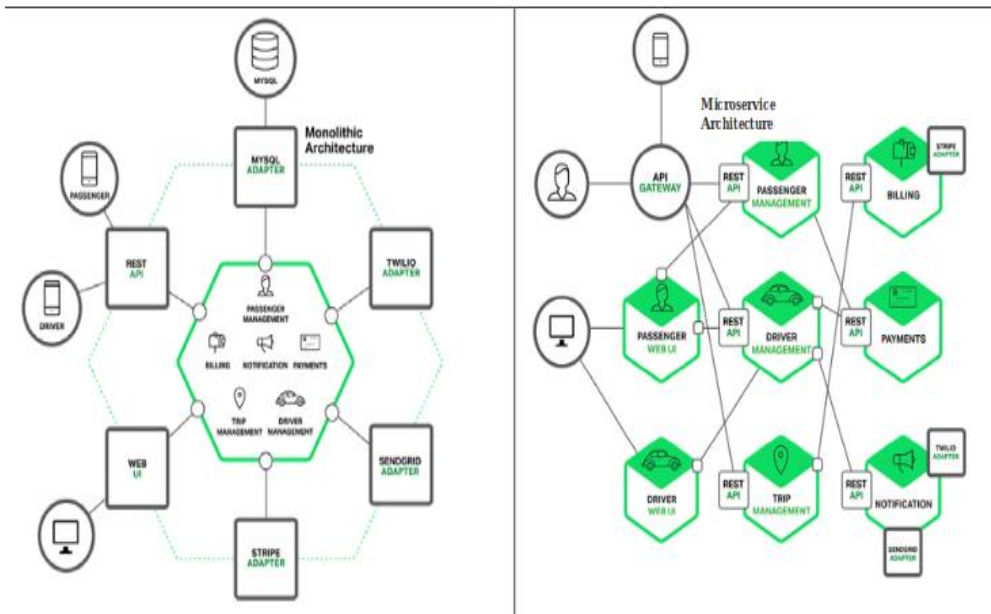 MYSQL
Monolithic
Architecture
MYSQL
ADAPTER
PASSENGER
REST
API
TWILIO
ADAPTER
DRIVER
PASSENGER
MANAGEMENT
BILLING
NOTIFICATION
PAYMENTS
TRIP
MANAGEMENT
DRIVER
MANAGEMENT
WEB
UI
SENDGRID
ADAPTER
STRIPE
ADAPTER
Microservice
Architecture
API
GATEWAY
REST
API
PASSENGER
MANAGEMENT
REST
API
BILLING
STRIPE
ADAPTER
PASSENGER
WEB UI
REST
API
DRIVER
MANAGEMENT
REST
API
PAYMENTS
DRIVER
WEB UI
REST
API
TRIP
MANAGEMENT
REST
API
NOTIFICATION
TWILIO
ADAPTER
SENDGRID
ADAPTER